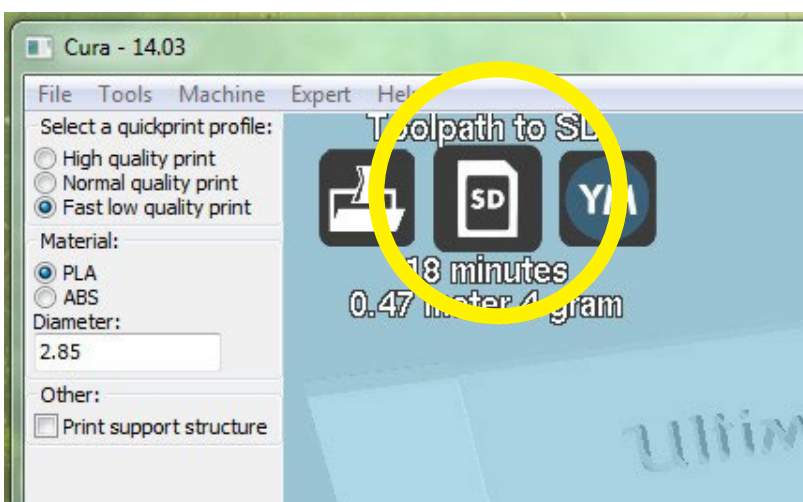 Cura - 14.03
File Tools Machine Expert
Select a quickprint profile:
High quality print
Normal quality print
Fast low quality print
Material:
PLA
ABS
Diameter:
2.85
Other:
Print support structure
Toolpath to SD
SD
YM
18 minutes
0.47 meter 4 gram